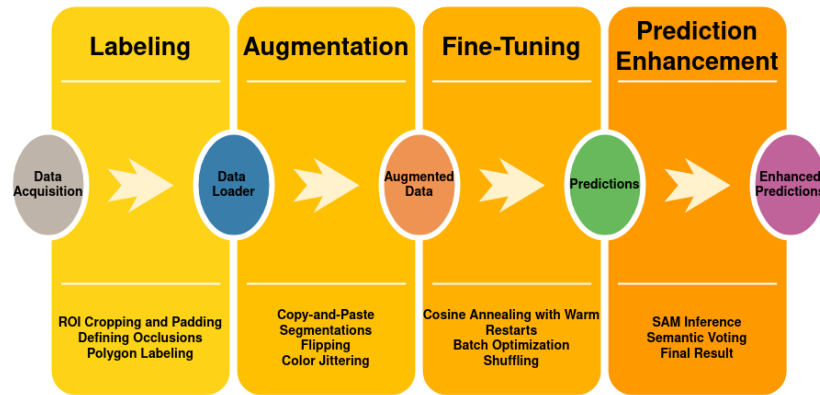 Labeling
Augmentation
Fine-Tuning
Prediction
Enhancement
Data
Acquisition
Data
Loader
Augmented
Data
Predictions
Enhanced
Predictions
ROI Cropping and Padding
Defining Occlusions
Polygon Labeling
Copy-and-Paste
Segmentations
Flipping
Color Jittering
Cosine Annealing with Warm
Restarts
Batch Optimization
Shuffling
SAM Inference
Semantic Voting
Final Result